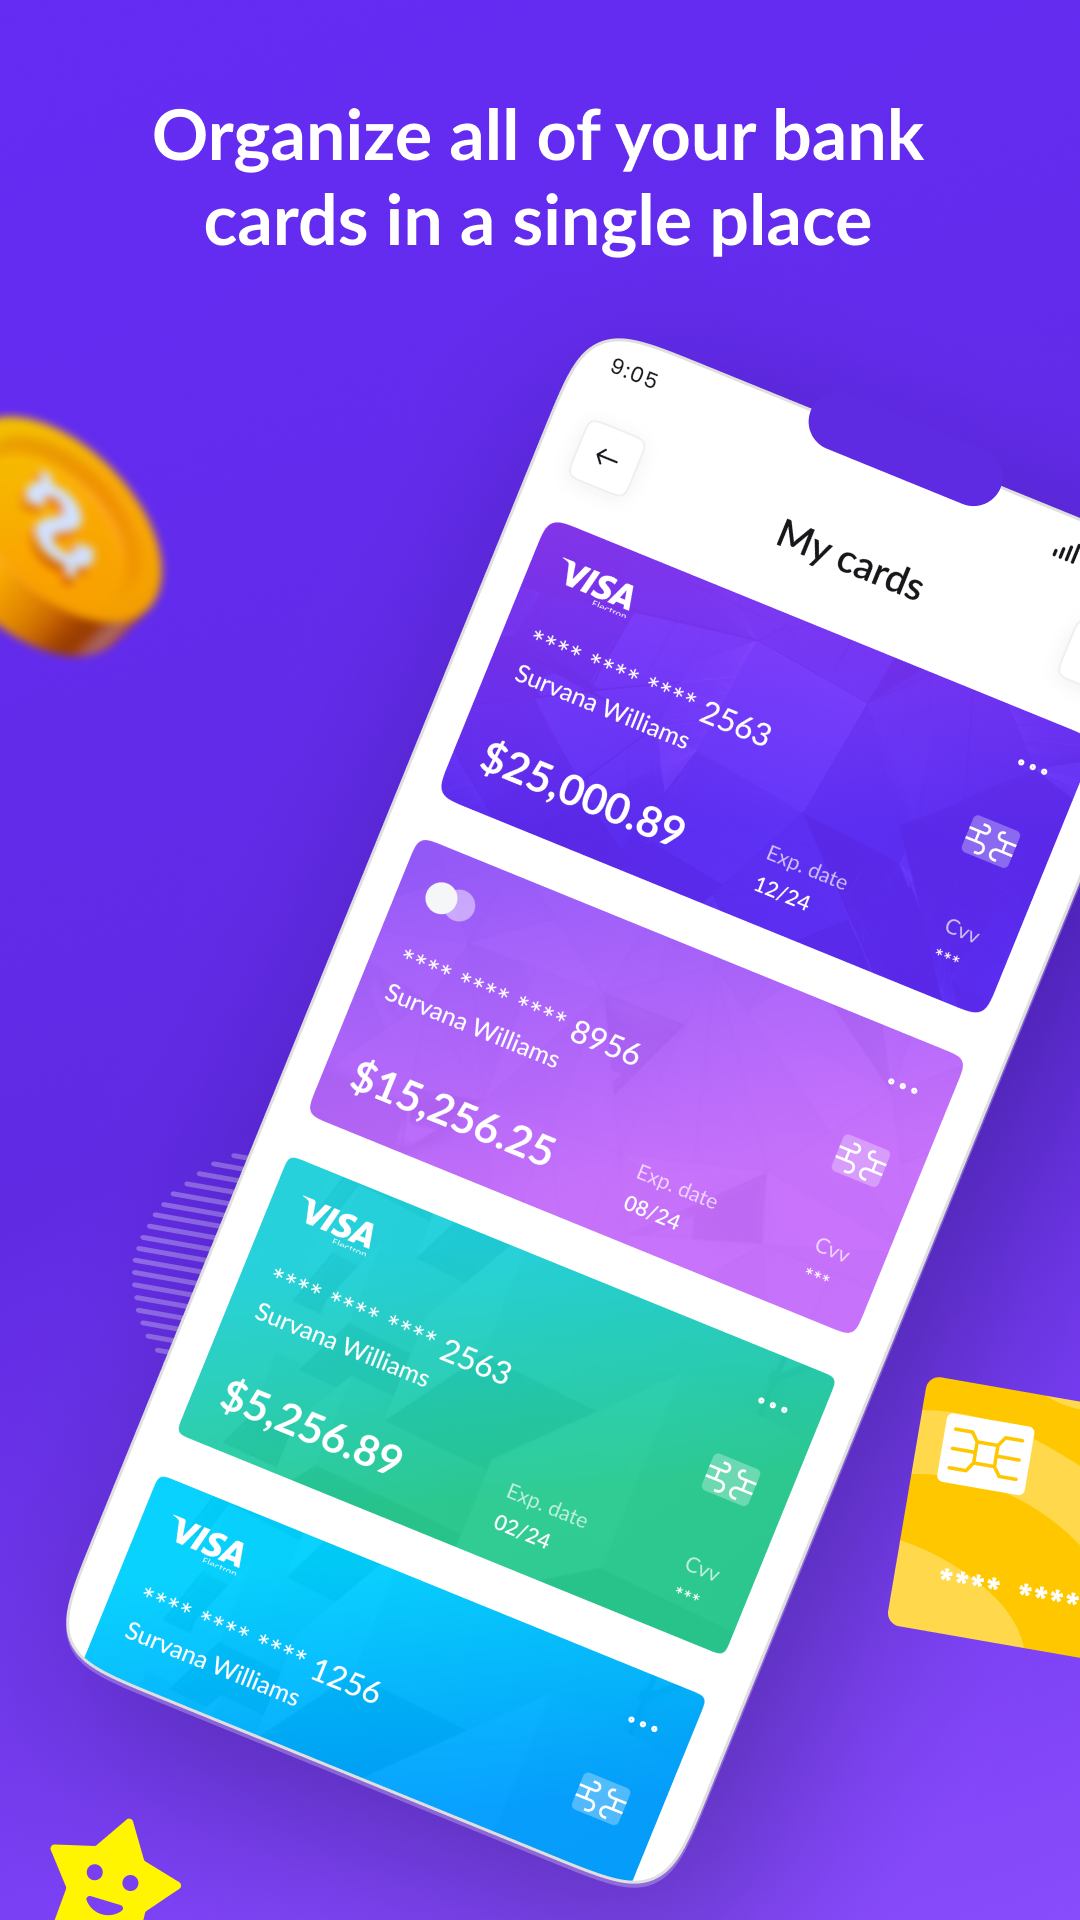 Organize all of your bank
cards in a single place
9:05
My cards
VISA
Electron
**** **** **** 2563
Survana Williams
$25,000.89
Exp. date
12/24
Cvv
***
**** **** **** 8956
Survana Williams
$15,256.25
Exp. date
08/24
Cvv
***
VISA
Electron
**** **** **** 2563
Survana Williams
$5,256.89
Exp. date
02/24
Cvv
***
VISA
Electron
**** **** **** 1256
Survana Williams
**** ****